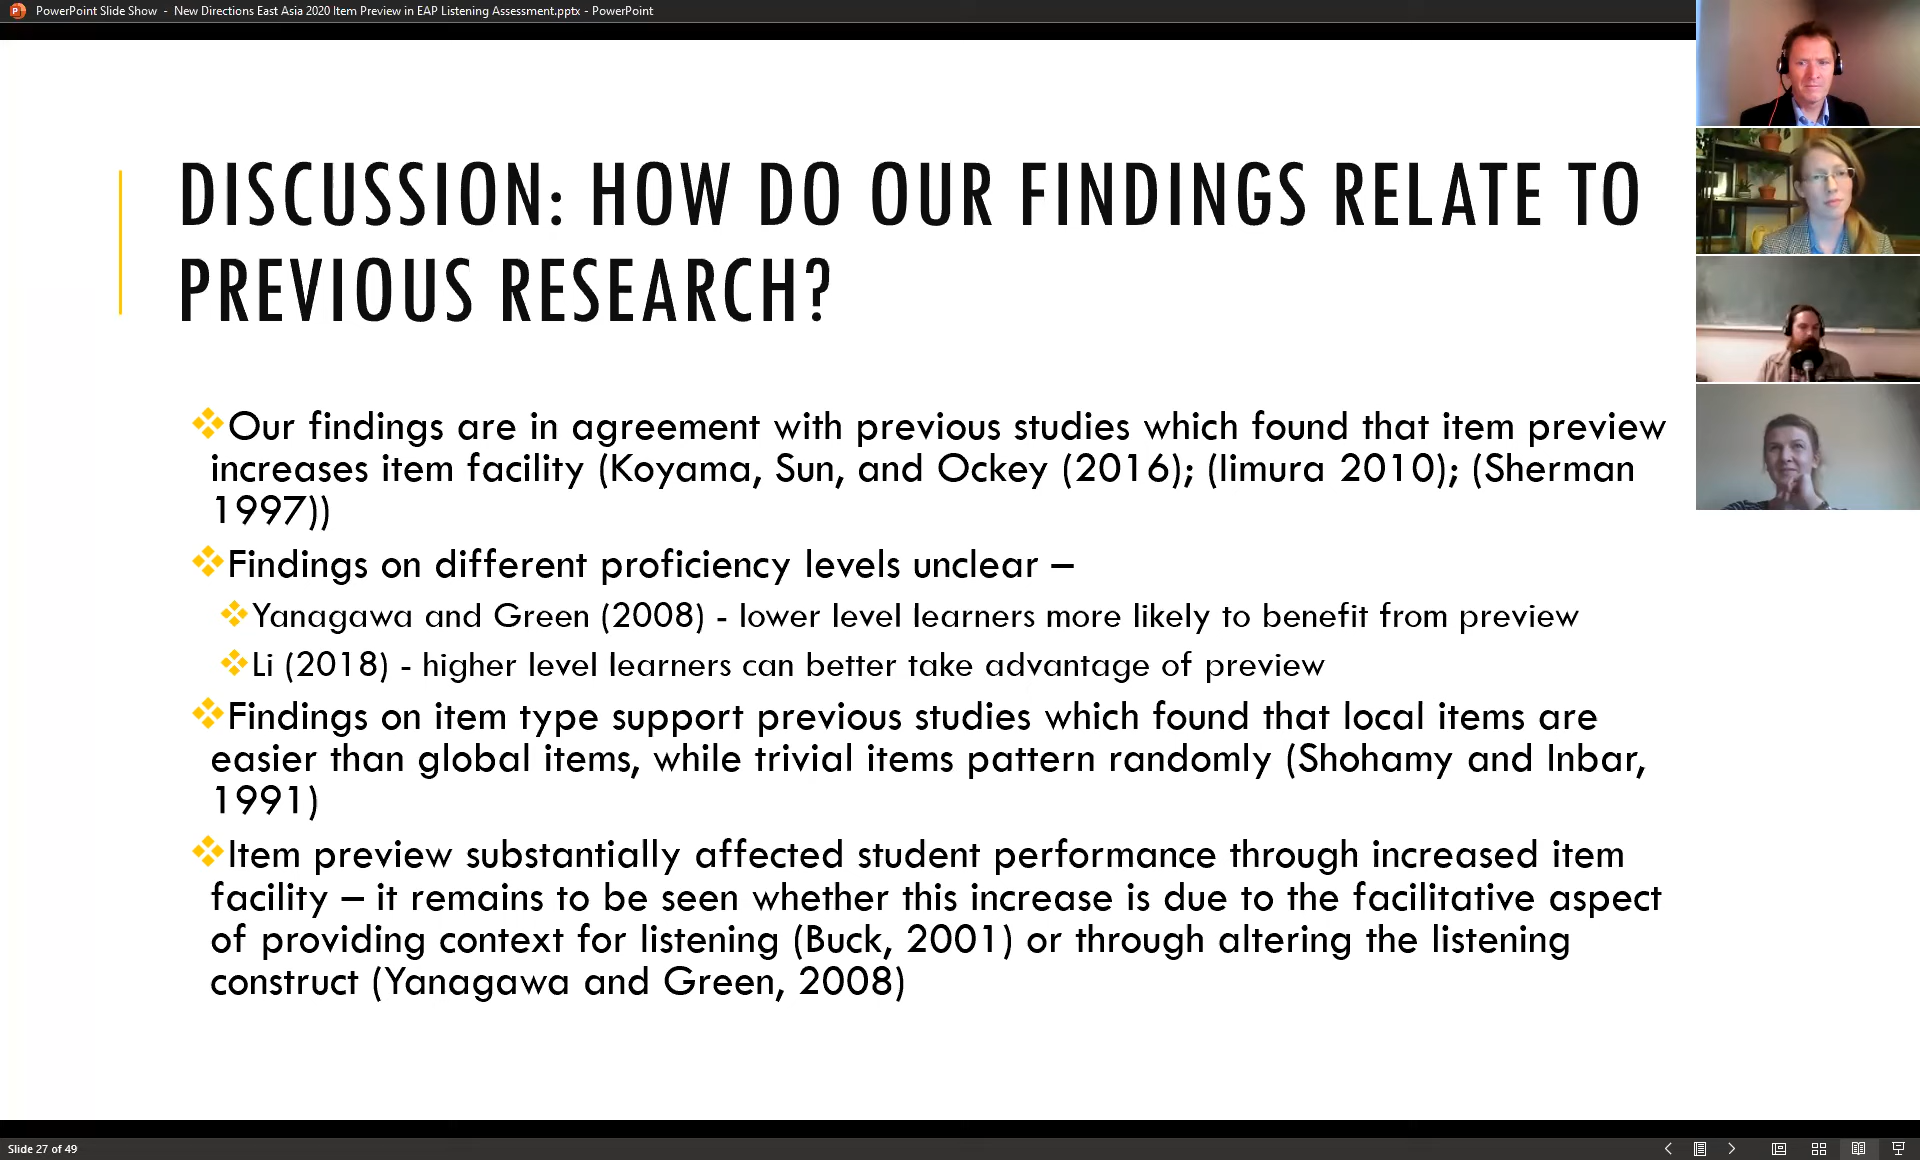 PowerPoint Slide Show - New Directions East Asia 2020 Item Preview in EAP Listening Assessment.pptx - PowerPoint
DISCUSSION: HOW DO OUR FINDINGS RELATE TO
PREVIOUS RESEARCH?
Our findings are in agreement with previous studies which found that item preview
increases item facility (Koyama, Sun, and Ockey (2016); (Iimura 2010); (Sherman
1997))
Findings on different proficiency levels unclear –
Yanagawa and Green (2008) - lower level learners more likely to benefit from preview
Li (2018) - higher level learners can better take advantage of preview
Findings on item type support previous studies which found that local items are
easier than global items, while trivial items pattern randomly (Shohamy and Inbar,
1991)
Item preview substantially affected student performance through increased item
facility – it remains to be seen whether this increase is due to the facilitative aspect
of providing context for listening (Buck, 2001) or through altering the listening
construct (Yanagawa and Green, 2008)
Slide 27 of 49